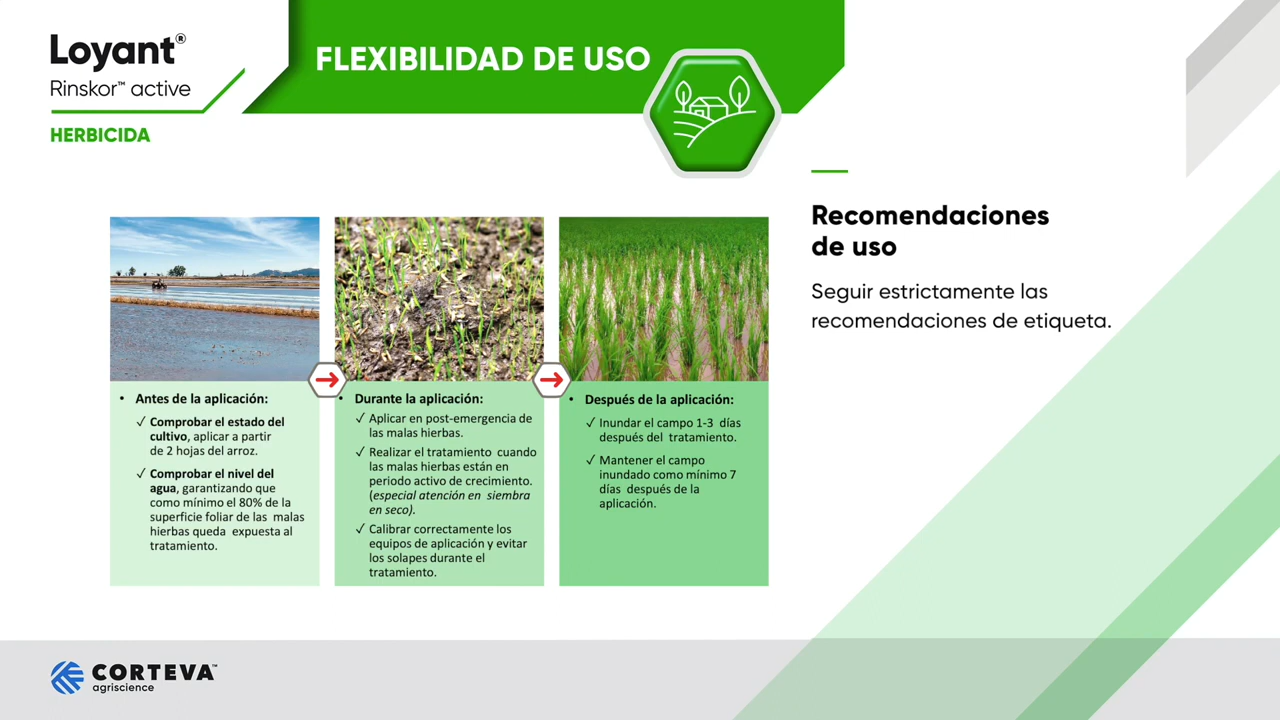 Loyant®
Rinskor™ active
HERBICIDA
FLEXIBILIDAD DE USO
• Antes de la aplicación:
✓ Comprobar el estado del
cultivo, aplicar a partir
de 2 hojas del arroz.
✓ Comprobar el nivel del
agua, garantizando que
como mínimo el 80% de la
superficie foliar de las malas
hierbas queda expuesta al
tratamiento.
• Durante la aplicación:
✓ Aplicar en post-emergencia de
las malas hierbas.
✓ Realizar el tratamiento cuando
las malas hierbas están en
periodo activo de crecimiento.
(especial atención en siembra
en seco).
✓ Calibrar correctamente los
equipos de aplicación y evitar
los solapes durante el
tratamiento.
• Después de la aplicación:
✓ Inundar el campo 1-3 días
después del tratamiento.
✓ Mantener el campo
inundado como mínimo 7
días después de la
aplicación.
Recomendaciones
de uso
Seguir estrictamente las
recomendaciones de etiqueta.
CORTEVA™
agriscience